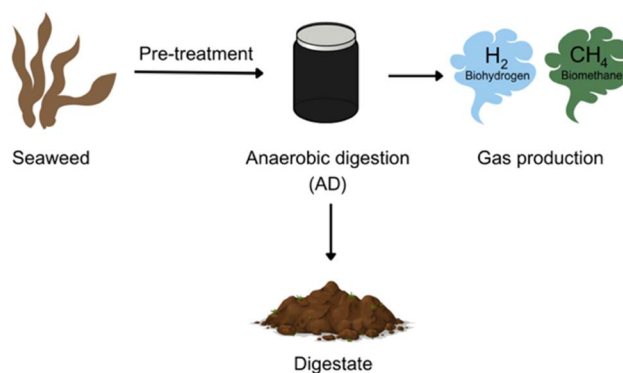 Pre-treatment
H₂
Biohydrogen
CH₄
Biomethane
Seaweed
Anaerobic digestion
(AD)
Gas production
Digestate